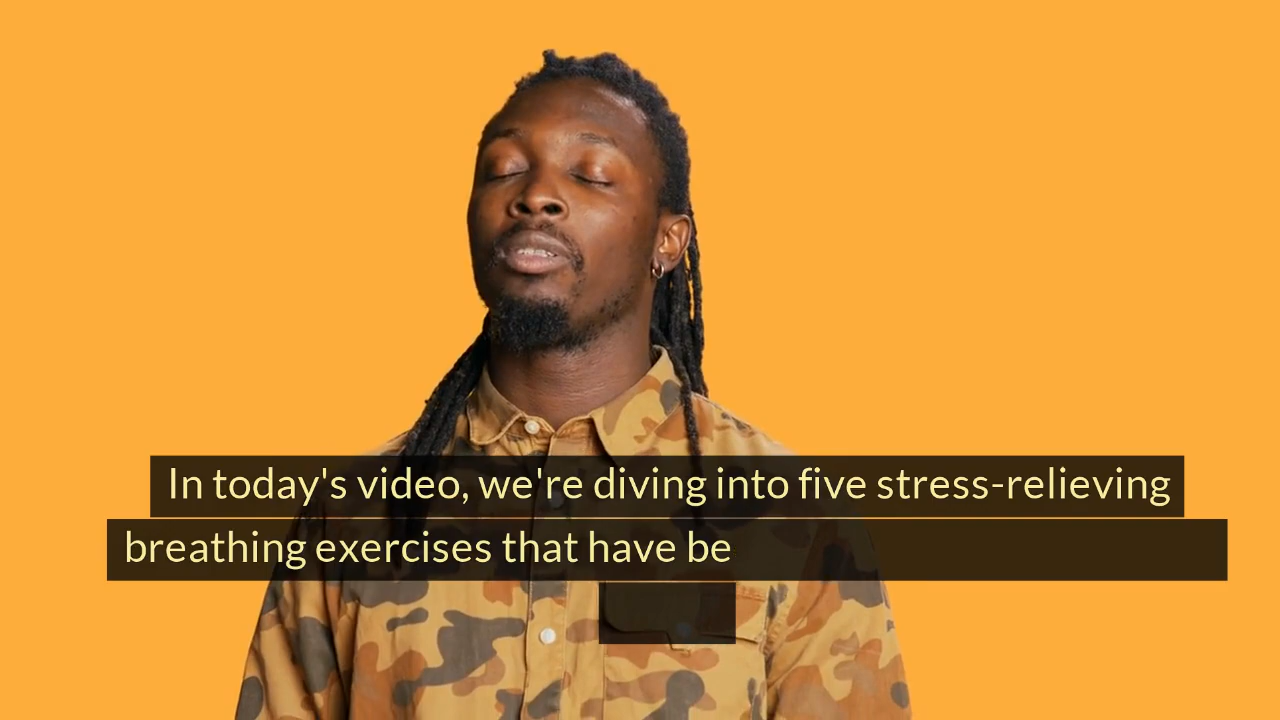 In today's video, we're diving into five stress-relieving
breathing exercises that have be